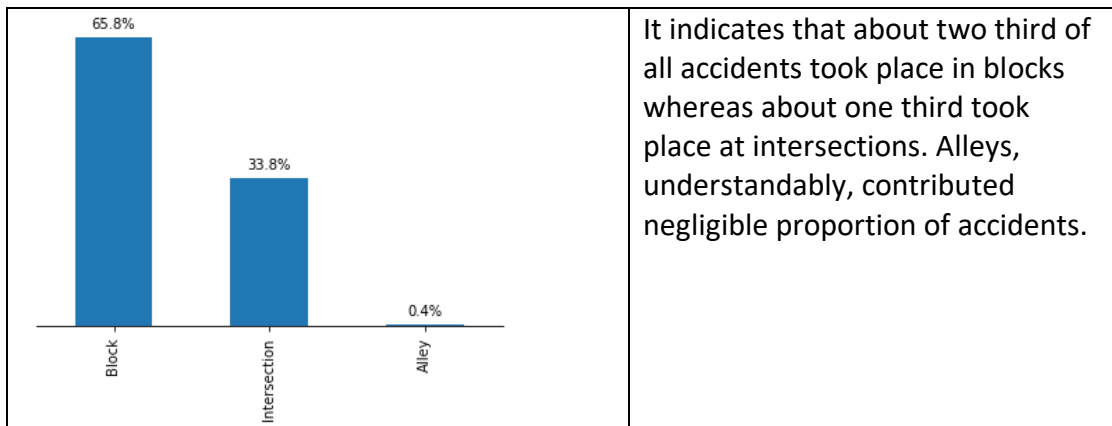 65.8%
33.8%
0.4%
Block
Intersection
Alley
It indicates that about two third of
all accidents took place in blocks
whereas about one third took
place at intersections. Alleys,
understandably, contributed
negligible proportion of accidents.